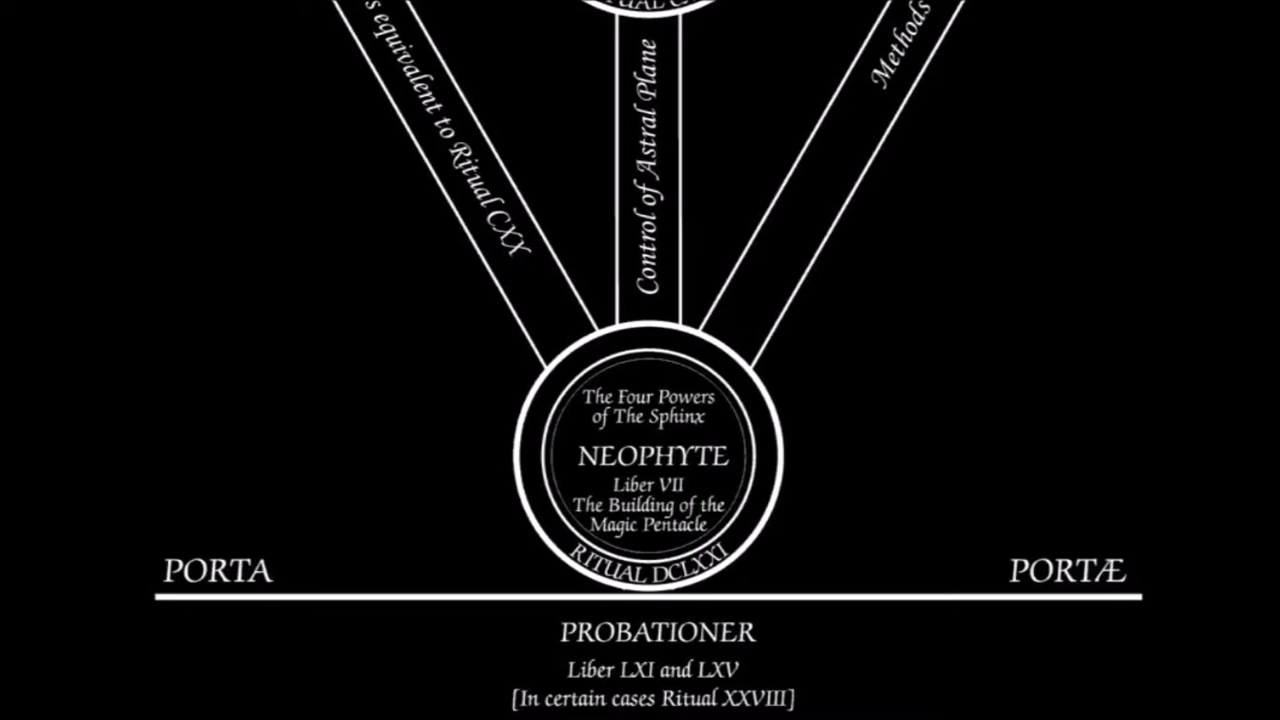 TUAL C
s equivalent to Ritual CXX
Control of Astral Plane
Methods
The Four Powers
of The Sphinx
NEOPHYTE
Liber VII
The Building of the
Magic Pentacle
RITUAL DCLXXI
PORTA
PORTÆ
PROBATIONER
Liber LXI and LXV
[In certain cases Ritual XXVIII]